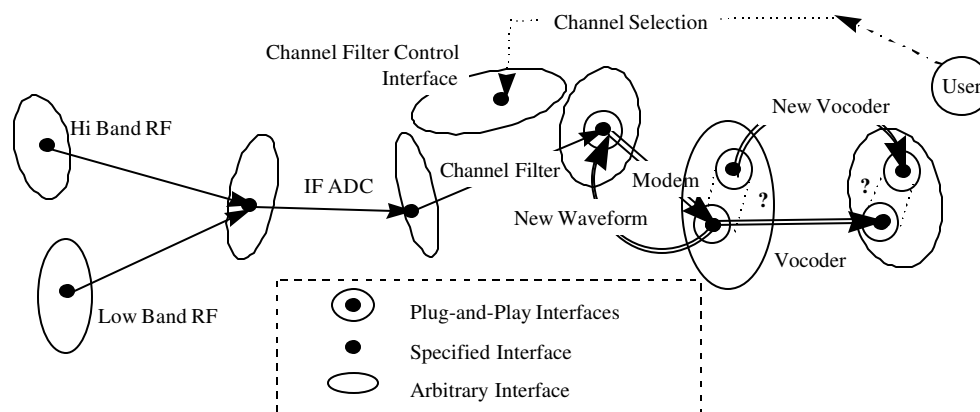 Channel Selection
Channel Filter Control
Interface
User
Hi Band RF
New Vocoder
IF ADC
Channel Filter
Modem
?
?
New Waveform
Vocoder
Low Band RF
Plug-and-Play Interfaces
Specified Interface
Arbitrary Interface